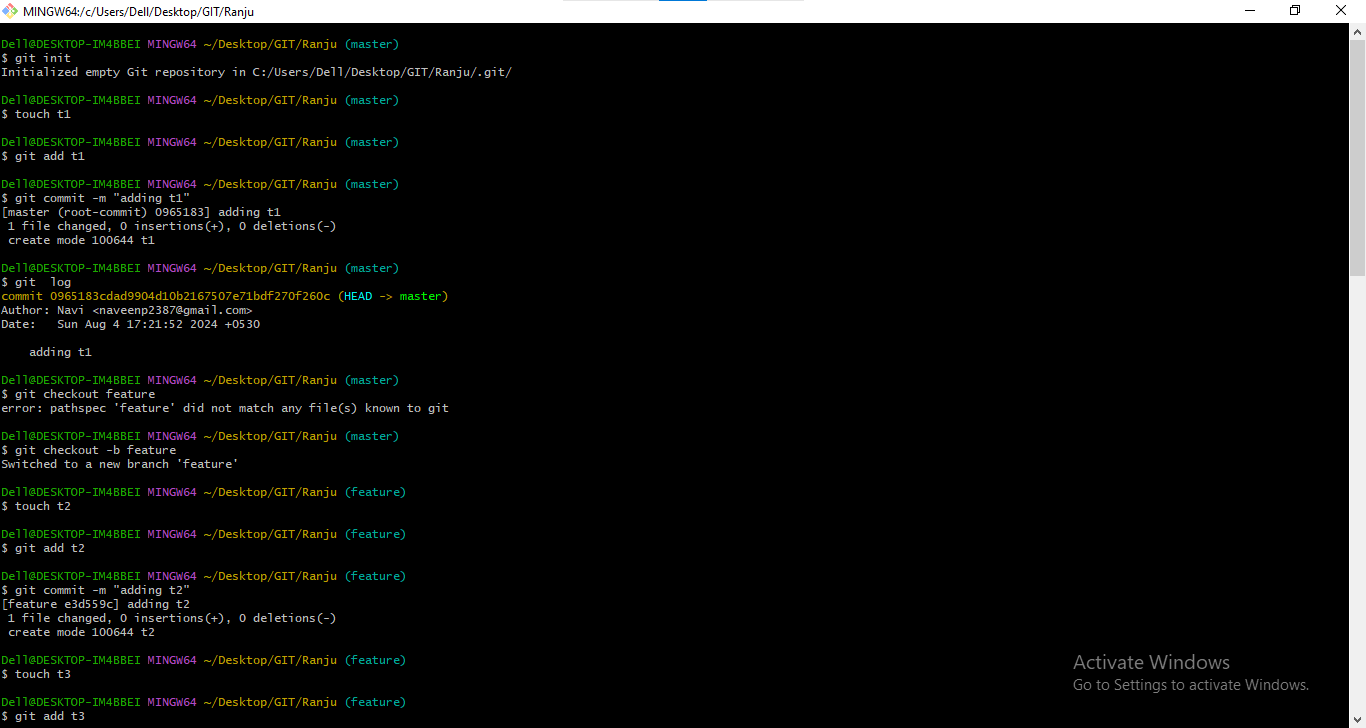 MINGW64:/c/Users/Dell/Desktop/GIT/Ranju
Dell@DESKTOP-IM4BBEI MINGW64 ~/Desktop/GIT/Ranju (master)
$ git init
Initialized empty Git repository in C:/Users/Dell/Desktop/GIT/Ranju/.git/
Dell@DESKTOP-IM4BBEI MINGW64 ~/Desktop/GIT/Ranju (master)
$ touch t1
Dell@DESKTOP-IM4BBEI MINGW64 ~/Desktop/GIT/Ranju (master)
$ git add t1
Dell@DESKTOP-IM4BBEI MINGW64 ~/Desktop/GIT/Ranju (master)
$ git commit -m "adding t1"
[master (root-commit) 0965183] adding t1
 1 file changed, 0 insertions(+), 0 deletions(-)
 create mode 100644 t1
Dell@DESKTOP-IM4BBEI MINGW64 ~/Desktop/GIT/Ranju (master)
$ git  log
commit 0965183cdad9904d10b2167507e71bdf270f260c (HEAD -> master)
Author: Navi <naveenp2387@gmail.com>
Date:   Sun Aug 4 17:21:52 2024 +0530
    adding t1
Dell@DESKTOP-IM4BBEI MINGW64 ~/Desktop/GIT/Ranju (master)
$ git checkout feature
error: pathspec 'feature' did not match any file(s) known to git
Dell@DESKTOP-IM4BBEI MINGW64 ~/Desktop/GIT/Ranju (master)
$ git checkout -b feature
Switched to a new branch 'feature'
Dell@DESKTOP-IM4BBEI MINGW64 ~/Desktop/GIT/Ranju (feature)
$ touch t2
Dell@DESKTOP-IM4BBEI MINGW64 ~/Desktop/GIT/Ranju (feature)
$ git add t2
Dell@DESKTOP-IM4BBEI MINGW64 ~/Desktop/GIT/Ranju (feature)
$ git commit -m "adding t2"
[feature e3d559c] adding t2
 1 file changed, 0 insertions(+), 0 deletions(-)
 create mode 100644 t2
Dell@DESKTOP-IM4BBEI MINGW64 ~/Desktop/GIT/Ranju (feature)
$ touch t3
Dell@DESKTOP-IM4BBEI MINGW64 ~/Desktop/GIT/Ranju (feature)
$ git add t3
Activate Windows
Go to Settings to activate Windows.